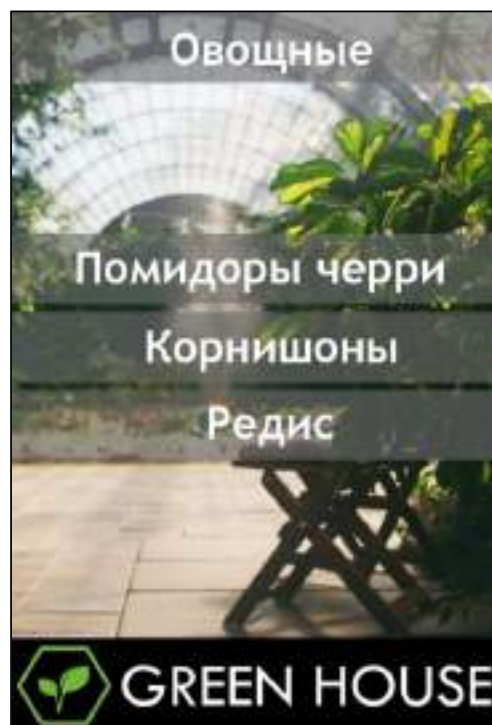 Овощные
Помидоры черри
Корнишоны
Редис
GREEN HOUSE